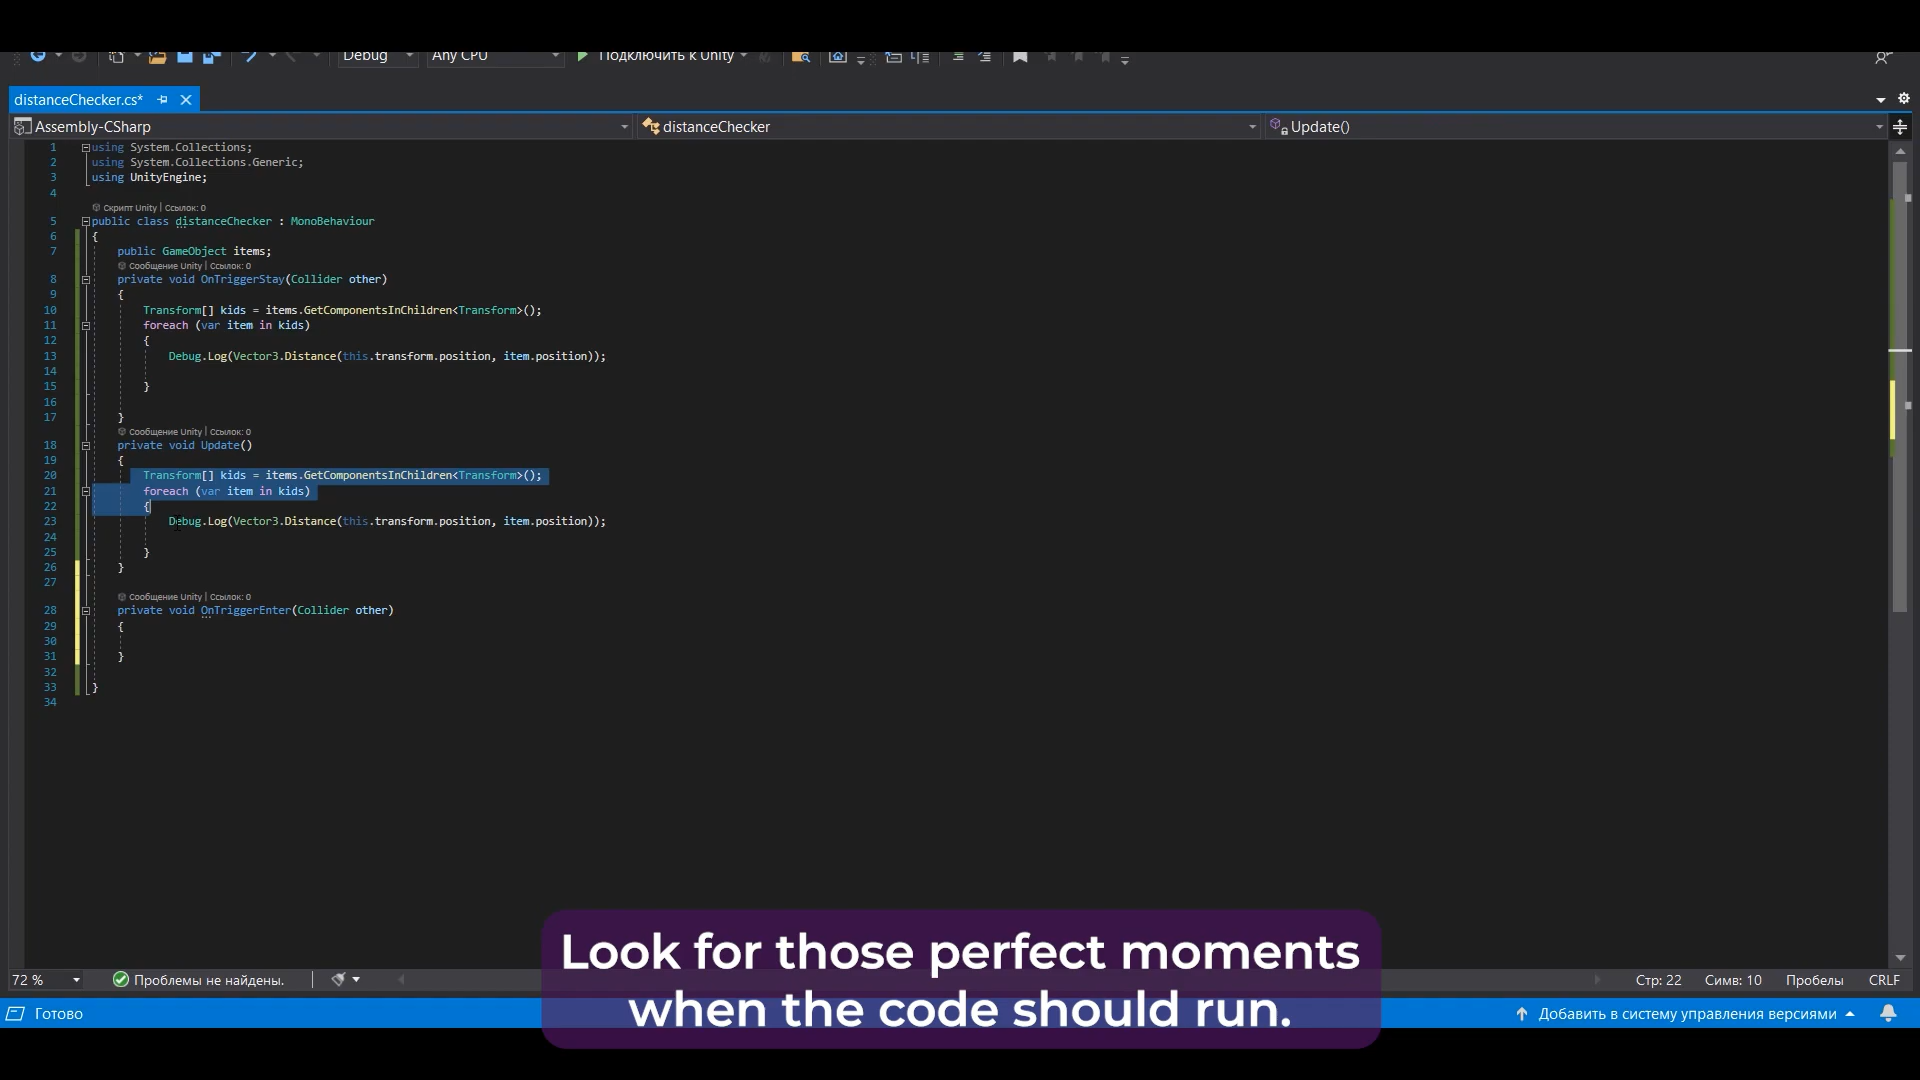 Debug
Any CPU
Подключить к Unity
distanceChecker.cs*
Assembly-CSharp
distanceChecker
Update()
1 using System.Collections;
2 using System.Collections.Generic;
3 using UnityEngine;
4
Скрипт Unity | Ссылок: 0
5 public class distanceChecker : MonoBehaviour
6 {
7 public GameObject items;
Сообщение Unity | Ссылок: 0
8 private void OnTriggerStay(Collider other)
9 {
10 Transform[] kids = items.GetComponentsInChildren<Transform>();
11 foreach (var item in kids)
12 {
13 Debug.Log(Vector3.Distance(this.transform.position, item.position));
14
15 }
16
17 }
Сообщение Unity | Ссылок: 0
18 private void Update()
19 {
20 Transform[] kids = items.GetComponentsInChildren<Transform>();
21 foreach (var item in kids)
22 {
23 Debug.Log(Vector3.Distance(this.transform.position, item.position));
24
25 }
26 }
27
Сообщение Unity | Ссылок: 0
28 private void OnTriggerEnter(Collider other)
29 {
30
31 }
32
33 }
34
Look for those perfect moments
when the code should run.
72 %
Проблемы не найдены.
Стр: 22
Симв: 10
Пробелы
CRLF
Готово
Добавить в систему управления версиями